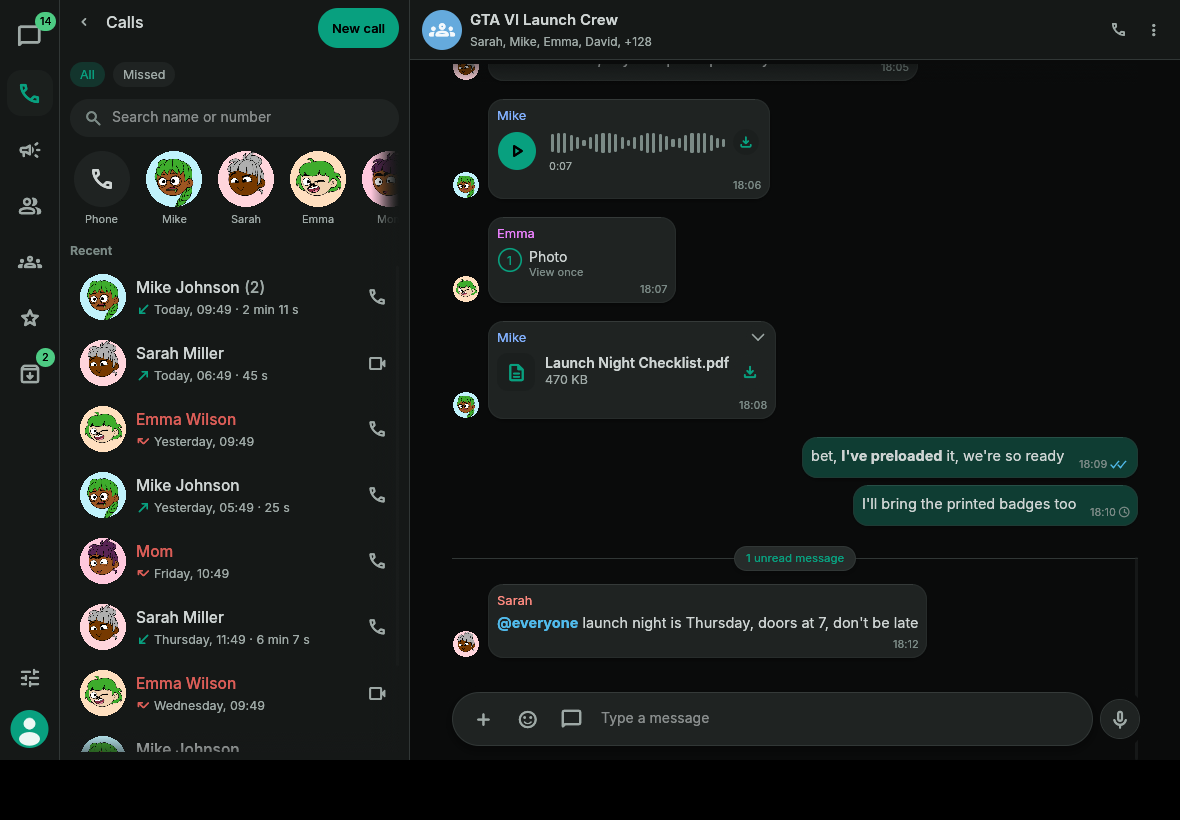 14
Calls
New call
All
Missed
Search name or number
Phone
Mike
Sarah
Emma
Recent
Mike Johnson (2)
Today, 09:49 · 2 min 11 s
Sarah Miller
Today, 06:49 · 45 s
Emma Wilson
Yesterday, 09:49
Mike Johnson
Yesterday, 05:49 · 25 s
Mom
Friday, 10:49
Sarah Miller
Thursday, 11:49 · 6 min 7 s
Emma Wilson
Wednesday, 09:49
Mike Johnson
2
GTA VI Launch Crew
Sarah, Mike, Emma, David, +128
18:05
Mike
0:07
18:06
Emma
1
Photo
View once
18:07
Mike
Launch Night Checklist.pdf
470 KB
18:08
bet, I've preloaded it, we're so ready
18:09
I'll bring the printed badges too
18:10
1 unread message
Sarah
@everyone launch night is Thursday, doors at 7, don't be late
18:12
Type a message